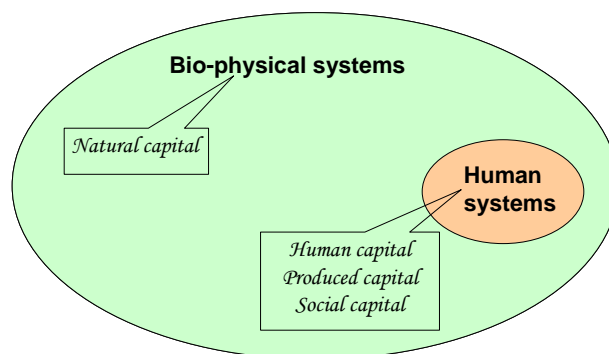 Bio-physical systems
Natural capital
Human
systems
Human capital
Produced capital
Social capital